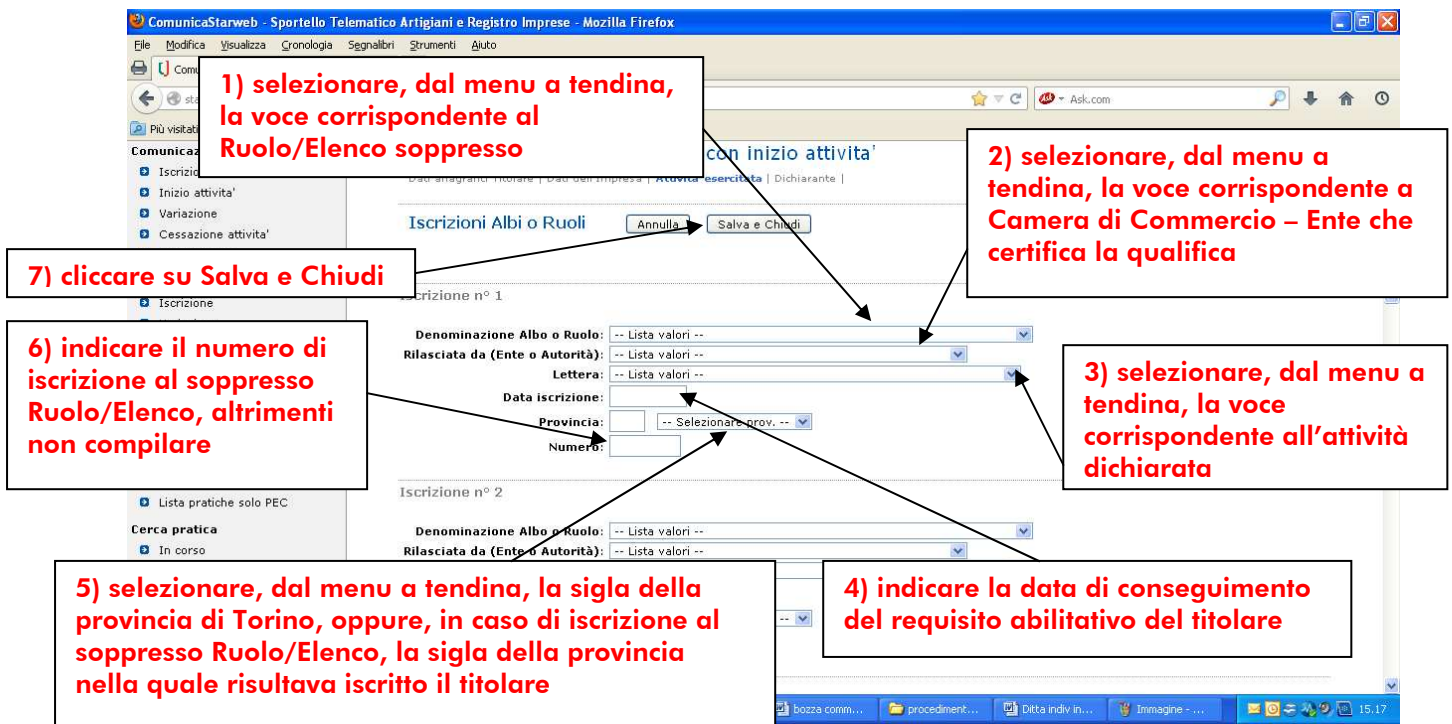 ComunicaStarweb - Sportello Telematico Artigiani e Registro Imprese - Mozilla Firefox
File Modifica Visualizza Cronologia Segnalibri Strumenti Aiuto
1) selezionare, dal menu a tendina,
la voce corrispondente al
Ruolo/Elenco soppresso
Ask.com
Più visitati
2) selezionare, dal menu a
tendina, la voce corrispondente a
Camera di Commercio – Ente che
certifica la qualifica
con inizio attivita'
Dati anagrafici Titolare | Dati dell'Impresa | Attivita' esercitata | Dichiarante |
Inizio attivita'
Variazione
Cessazione attivita'
Iscrizioni Albi o Ruoli
Annulla
Salva e Chiudi
7) cliccare su Salva e Chiudi
Iscrizione
Iscrizione n° 1
6) indicare il numero di
iscrizione al soppresso
Ruolo/Elenco, altrimenti
non compilare
Denominazione Albo o Ruolo: -- Lista valori --
Rilasciata da (Ente o Autorità): -- Lista valori --
Lettera: -- Lista valori --
Data iscrizione:
Provincia: -- Selezionare prov. --
Numero:
3) selezionare, dal menu a
tendina, la voce
corrispondente all'attività
dichiarata
Lista pratiche solo PEC
Cerca pratica
In corso
Iscrizione n° 2
Denominazione Albo o Ruolo: -- Lista valori --
Rilasciata da (Ente o Autorità): -- Lista valori --
5) selezionare, dal menu a tendina, la sigla della
provincia di Torino, oppure, in caso di iscrizione al
soppresso Ruolo/Elenco, la sigla della provincia
nella quale risultava iscritto il titolare
--
4) indicare la data di conseguimento
del requisito abilitativo del titolare
bozza comm... procediment... Ditta indiv in... Immagine - ... 15.17